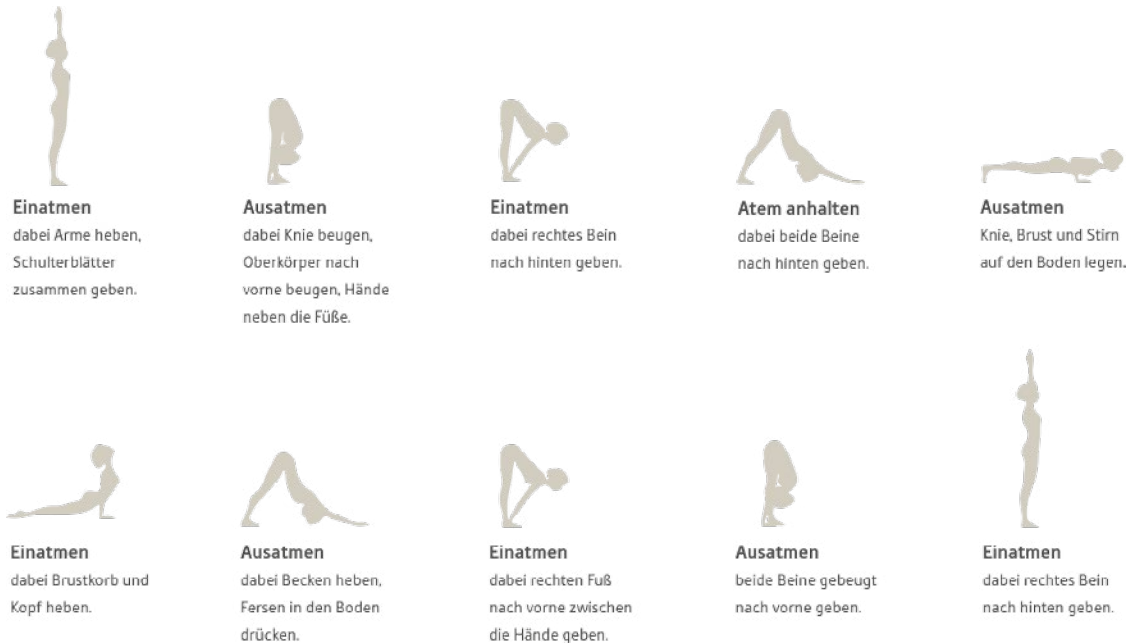 Einatmen
dabei Arme heben,
Schulterblätter
zusammen geben.
Ausatmen
dabei Knie beugen,
Oberkörper nach
vorne beugen, Hände
neben die Füße.
Einatmen
dabei rechtes Bein
nach hinten geben.
Atem anhalten
dabei beide Beine
nach hinten geben.
Ausatmen
Knie, Brust und Stirn
auf den Boden legen.
Einatmen
dabei Brustkorb und
Kopf heben.
Ausatmen
dabei Becken heben,
Fersen in den Boden
drücken.
Einatmen
dabei rechten Fuß
nach vorne zwischen
die Hände geben.
Ausatmen
beide Beine gebeugt
nach vorne geben.
Einatmen
dabei rechtes Bein
nach hinten geben.